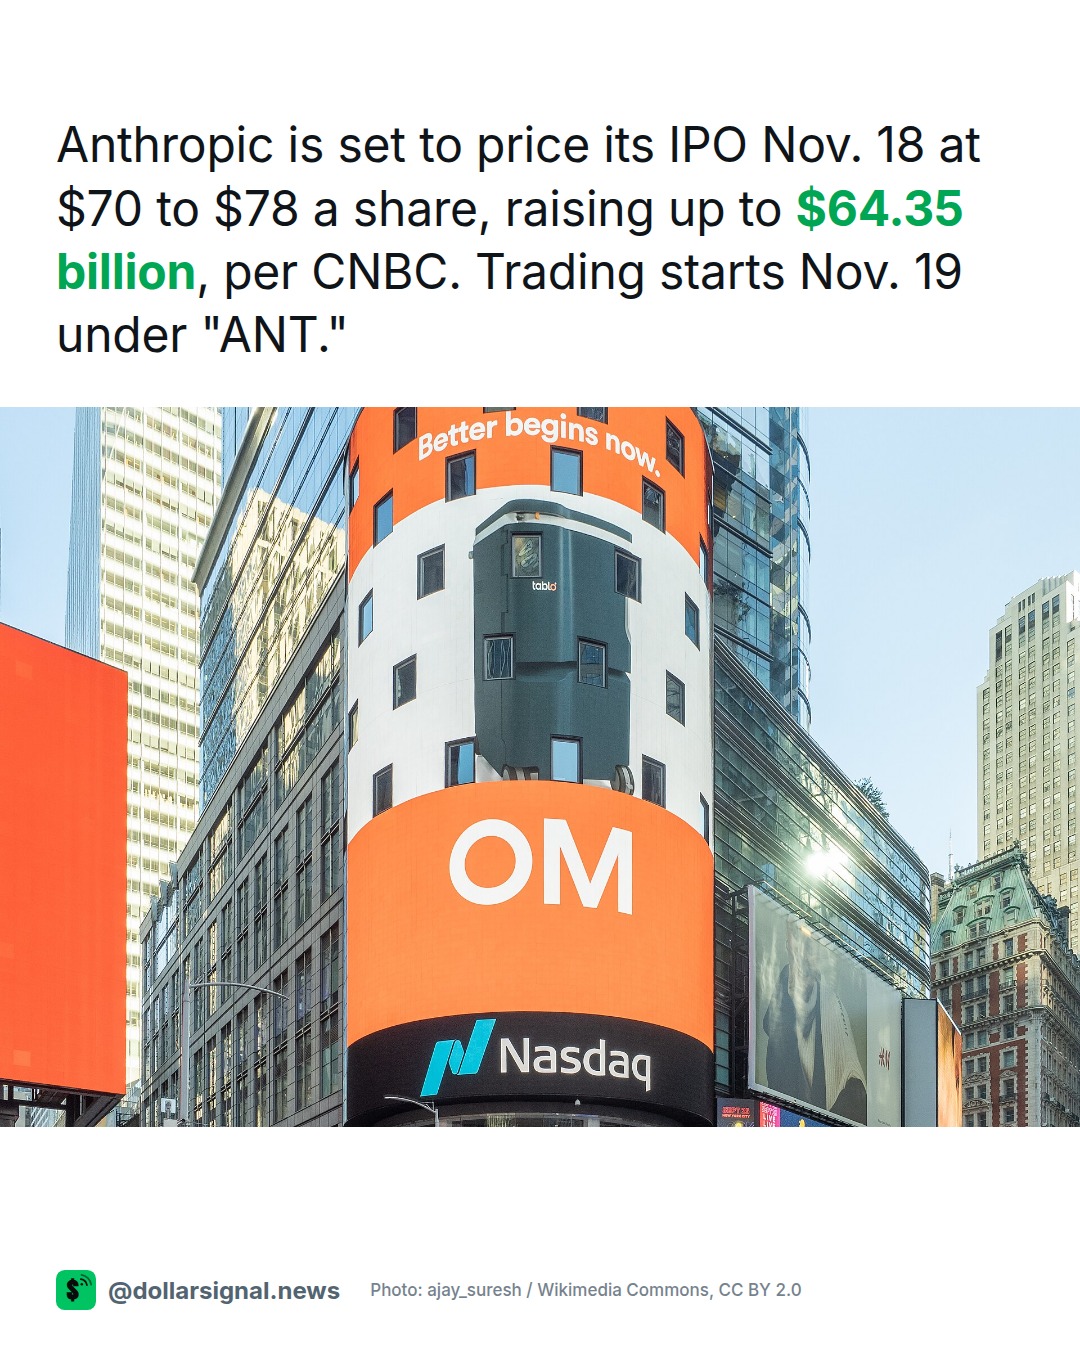 Anthropic is set to price its IPO Nov. 18 at
$70 to $78 a share, raising up to $64.35
billion, per CNBC. Trading starts Nov. 19
under "ANT."
Better begins now.
tablo
OM
Nasdaq
H&M
@dollarsignal.news
Photo: ajay_suresh / Wikimedia Commons, CC BY 2.0